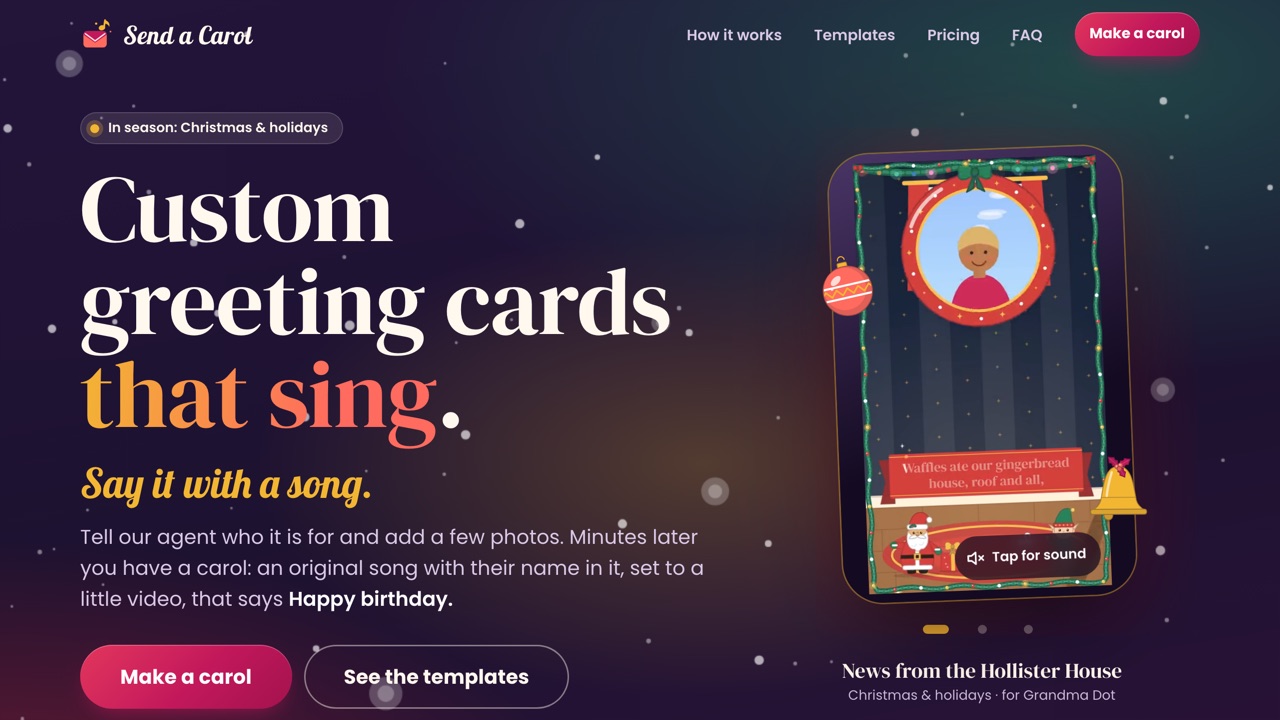 Send a Carol
How it works
Templates
Pricing
FAQ
Make a carol
In season: Christmas & holidays
Custom
greeting cards
that sing.
Say it with a song.
Tell our agent who it is for and add a few photos. Minutes later
you have a carol: an original song with their name in it, set to a
little video, that says Happy birthday.
Make a carol
See the templates
Waffles ate our gingerbread
house, roof and all,
Tap for sound
News from the Hollister House
Christmas & holidays · for Grandma Dot